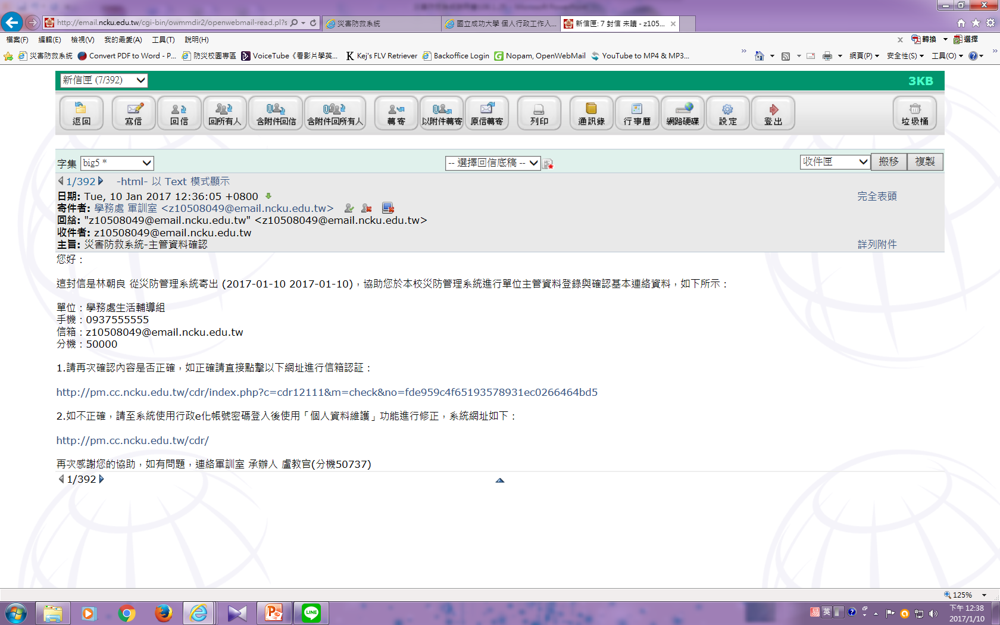 http://email.ncku.edu.tw/cgi-bin/owmmdir2/openwebmail-read.pl?s
災害防救系統
國立成功大學 個人行政工作入...
新信匣: 7 封信 未讀 - z105...
檔案(F) 編輯(E) 檢視(V) 我的最愛(A) 工具(T) 說明(H)
x 轉換 選擇
災害防救系統 Convert PDF to Word - P... 防災校園專區 VoiceTube《看影片學英... Kej's FLV Retriever Backoffice Login Nopam, OpenWebMail YouTube to MP4 & MP3...
網頁(P) 安全性(S) 工具(O)
新信匣 (7/392)
3KB
返回 寫信 回信 回所有人 含附件回信 含附件回所有人 轉寄 以附件轉寄 原信轉寄 列印 通訊錄 行事曆 網路硬碟 設定 登出 垃圾桶
字集 big5 * -- 選擇回信底稿 -- 收件匣 搬移 複製
1/392 -html- 以 Text 模式顯示
日期: Tue, 10 Jan 2017 12:36:05 +0800 完全表頭
寄件者: 學務處 軍訓室 <z10508049@email.ncku.edu.tw>
回給: "z10508049@email.ncku.edu.tw" <z10508049@email.ncku.edu.tw>
收件者: z10508049@email.ncku.edu.tw
主旨: 災害防救系統-主管資料確認 詳列附件
您好：
這封信是林朝良 從災防管理系統寄出 (2017-01-10 2017-01-10)，協助您於本校災防管理系統進行單位主管資料登錄與確認基本連絡資料，如下所示：
單位：學務處生活輔導組
手機：0937555555
信箱：z10508049@email.ncku.edu.tw
分機：50000
1.請再次確認內容是否正確，如正確請直接點擊以下網址進行信箱認証：
http://pm.cc.ncku.edu.tw/cdr/index.php?c=cdr12111&m=check&no=fde959c4f65193578931ec0266464bd5
2.如不正確，請至系統使用行政e化帳號密碼登入後使用「個人資料維護」功能進行修正，系統網址如下：
http://pm.cc.ncku.edu.tw/cdr/
再次感謝您的協助，如有問題，連絡軍訓室 承辦人 盧教官(分機50737)
1/392
125%
LINE
英
下午 12:38
2017/1/10